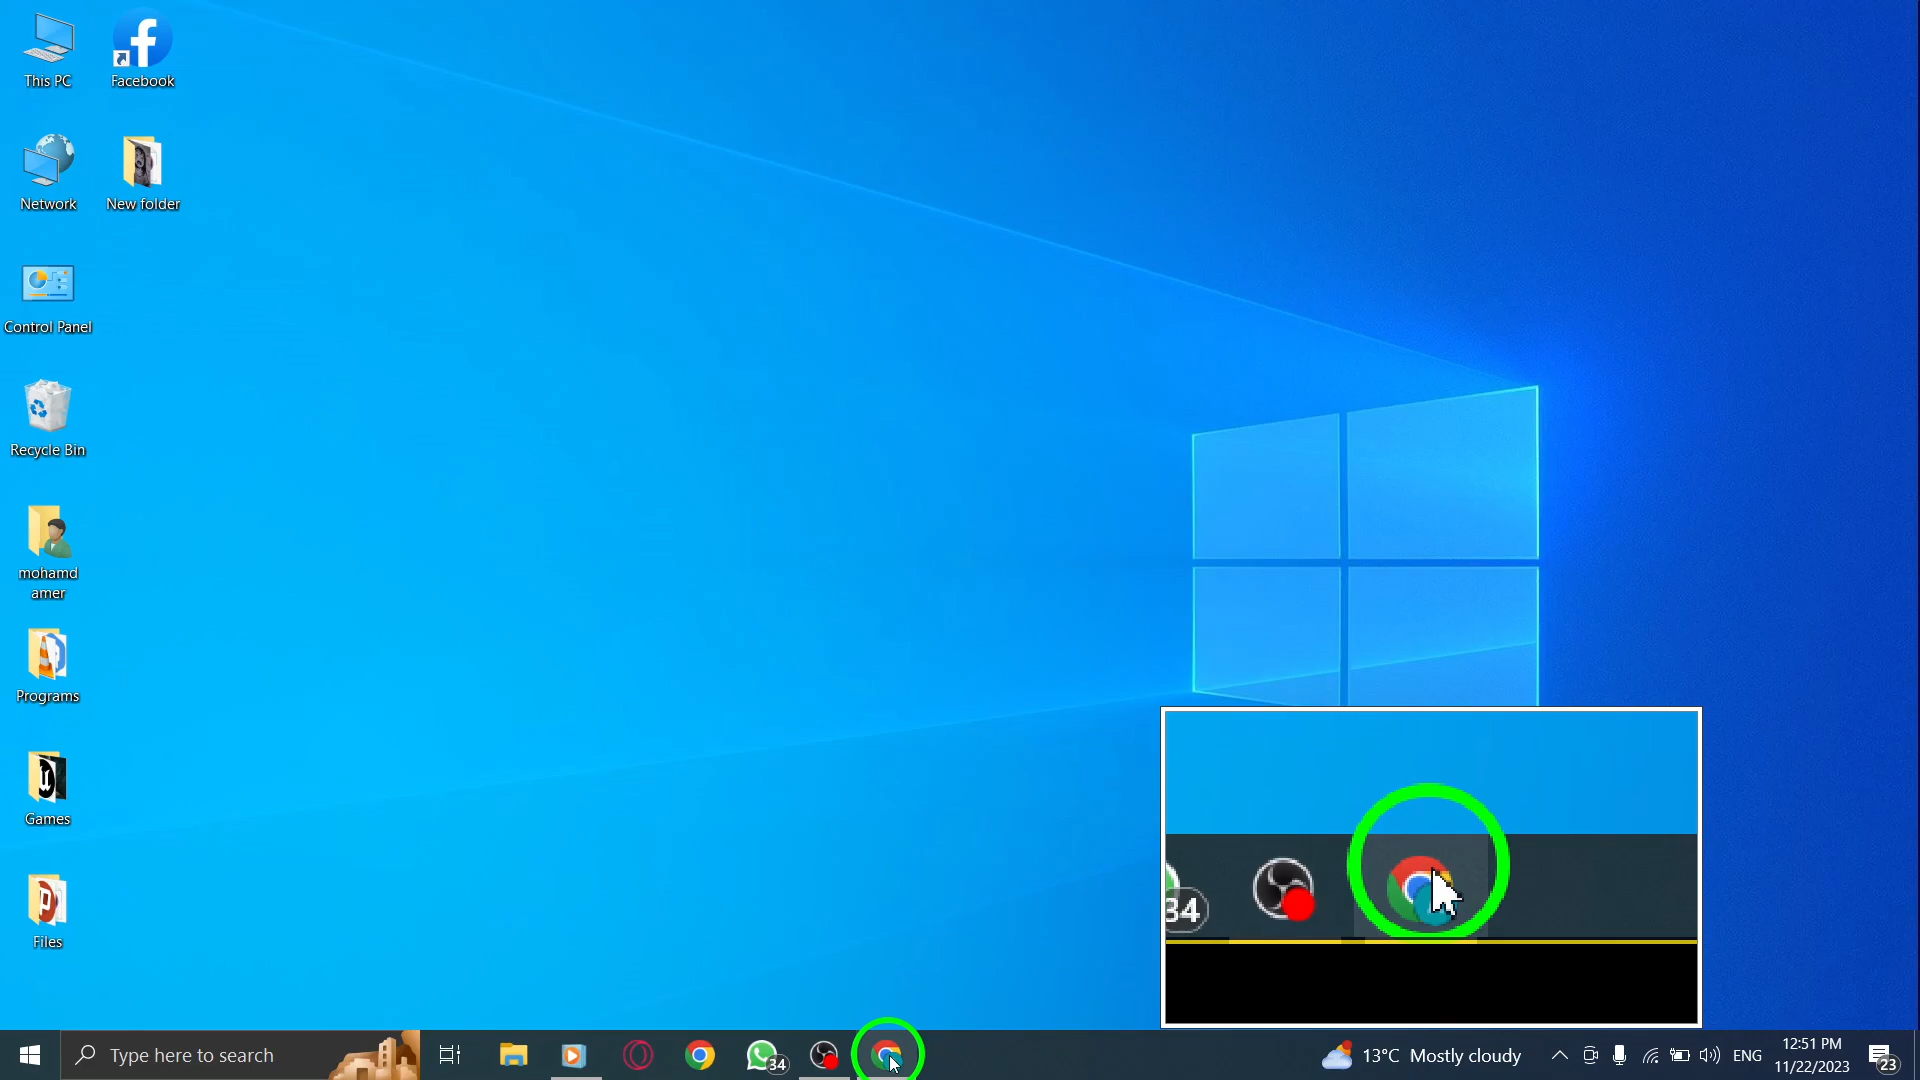 This PC
Facebook
Network
New folder
Control Panel
Recycle Bin
mohamd
amer
Programs
Games
Files
34
Type here to search
34
13°C Mostly cloudy
ENG
12:51 PM
11/22/2023
23